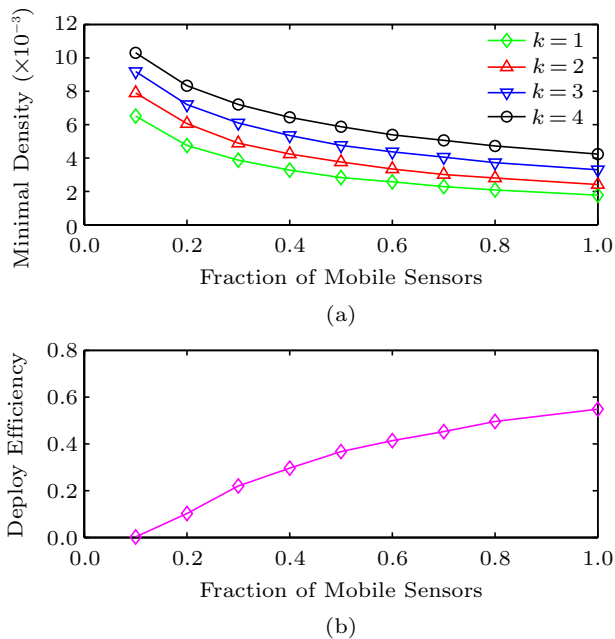 12
10
8
6
4
2
0
Minimal Density (×10⁻³)
k = 1
k = 2
k = 3
k = 4
0.0 0.2 0.4 0.6 0.8 1.0
Fraction of Mobile Sensors
(a)
0.8
0.6
0.4
0.2
0.0
Deploy Efficiency
0.0 0.2 0.4 0.6 0.8 1.0
Fraction of Mobile Sensors
(b)